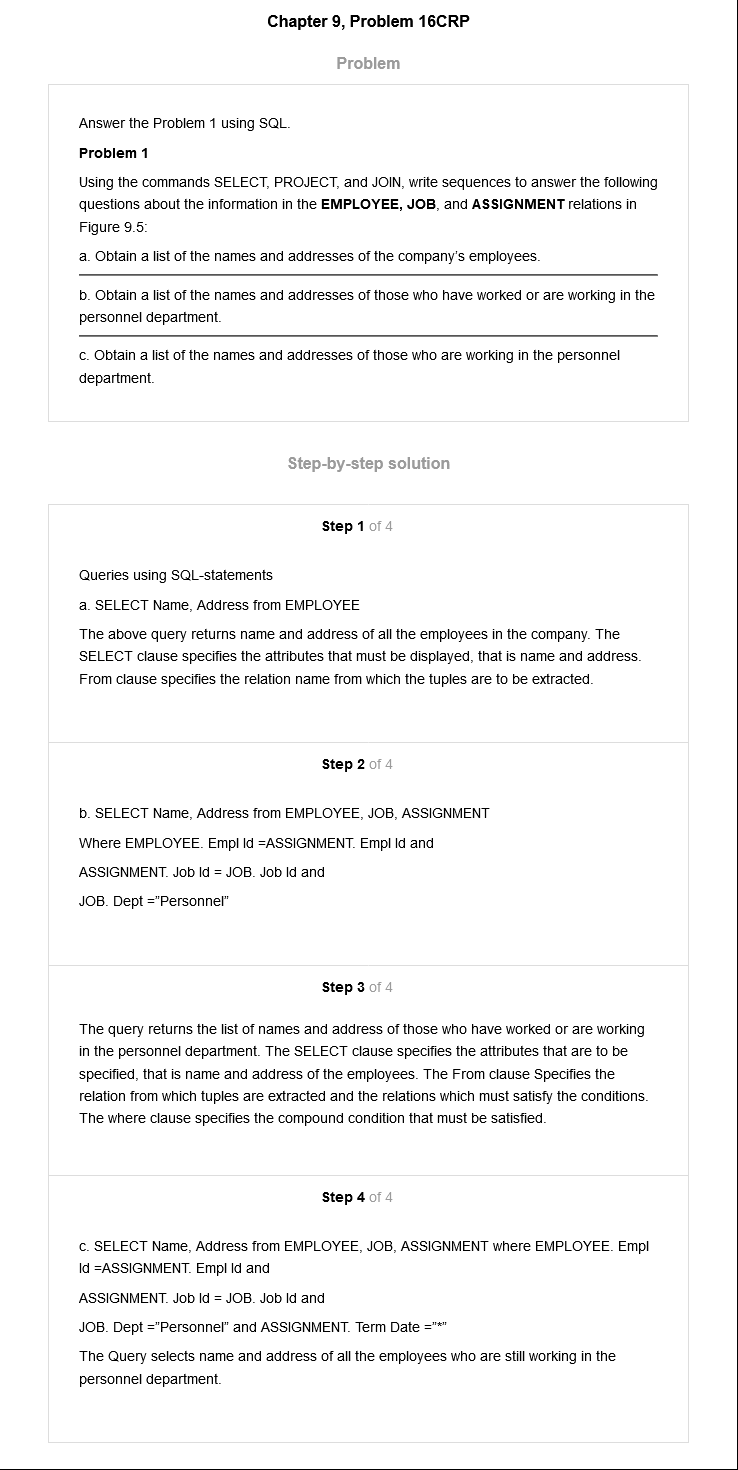 Chapter 9, Problem 16CRP
Problem
Answer the Problem 1 using SQL.
Problem 1
Using the commands SELECT, PROJECT, and JOIN, write sequences to answer the following
questions about the information in the EMPLOYEE, JOB, and ASSIGNMENT relations in
Figure 9.5:
a. Obtain a list of the names and addresses of the company's employees.
b. Obtain a list of the names and addresses of those who have worked or are working in the
personnel department.
c. Obtain a list of the names and addresses of those who are working in the personnel
department.
Step-by-step solution
Step 1 of 4
Queries using SQL-statements
a. SELECT Name, Address from EMPLOYEE
The above query returns name and address of all the employees in the company. The
SELECT clause specifies the attributes that must be displayed, that is name and address.
From clause specifies the relation name from which the tuples are to be extracted.
Step 2 of 4
b. SELECT Name, Address from EMPLOYEE, JOB, ASSIGNMENT
Where EMPLOYEE. Empl Id =ASSIGNMENT. Empl Id and
ASSIGNMENT. Job Id = JOB. Job Id and
JOB. Dept =”Personnel”
Step 3 of 4
The query returns the list of names and address of those who have worked or are working
in the personnel department. The SELECT clause specifies the attributes that are to be
specified, that is name and address of the employees. The From clause Specifies the
relation from which tuples are extracted and the relations which must satisfy the conditions.
The where clause specifies the compound condition that must be satisfied.
Step 4 of 4
c. SELECT Name, Address from EMPLOYEE, JOB, ASSIGNMENT where EMPLOYEE. Empl
Id =ASSIGNMENT. Empl Id and
ASSIGNMENT. Job Id = JOB. Job Id and
JOB. Dept =”Personnel” and ASSIGNMENT. Term Date =”*”
The Query selects name and address of all the employees who are still working in the
personnel department.